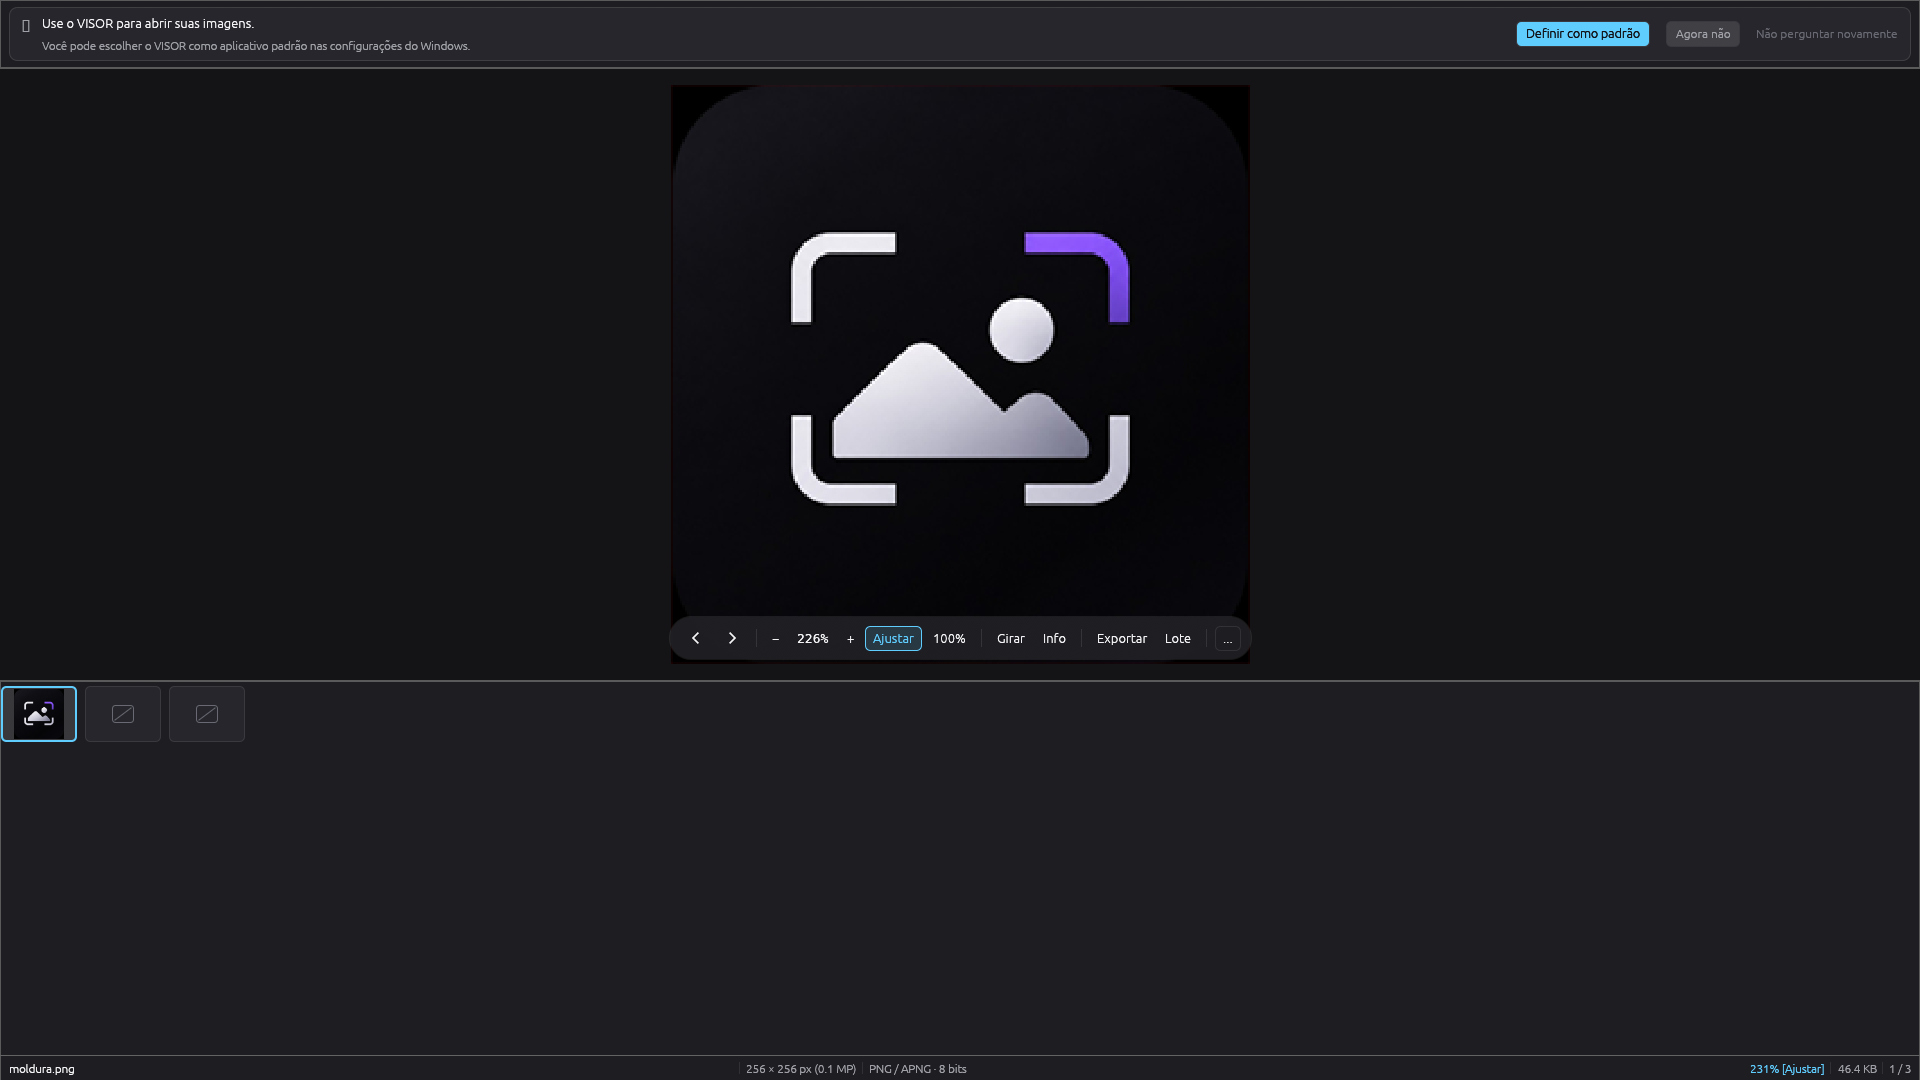 Use o VISOR para abrir suas imagens.
Você pode escolher o VISOR como aplicativo padrão nas configurações do Windows.
Definir como padrão
Agora não
Não perguntar novamente
− 226% + Ajustar 100% Girar Info Exportar Lote ...
moldura.png
256 × 256 px (0.1 MP) PNG / APNG · 8 bits
231% [Ajustar] 46.4 KB 1 / 3